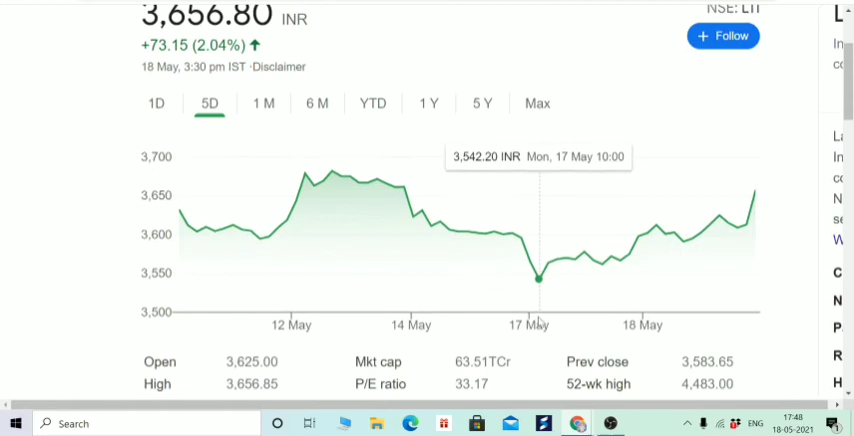 3,656.80 INR
NSE: LTI
+73.15 (2.04%) ↑
+ Follow
18 May, 3:30 pm IST · Disclaimer
1D 5D 1 M 6 M YTD 1 Y 5 Y Max
3,542.20 INR Mon, 17 May 10:00
3,700
3,650
3,600
3,550
3,500
12 May 14 May 17 May 18 May
Open 3,625.00 Mkt cap 63.51TCr Prev close 3,583.65
High 3,656.85 P/E ratio 33.17 52-wk high 4,483.00
Search
ENG
17:48
18-05-2021